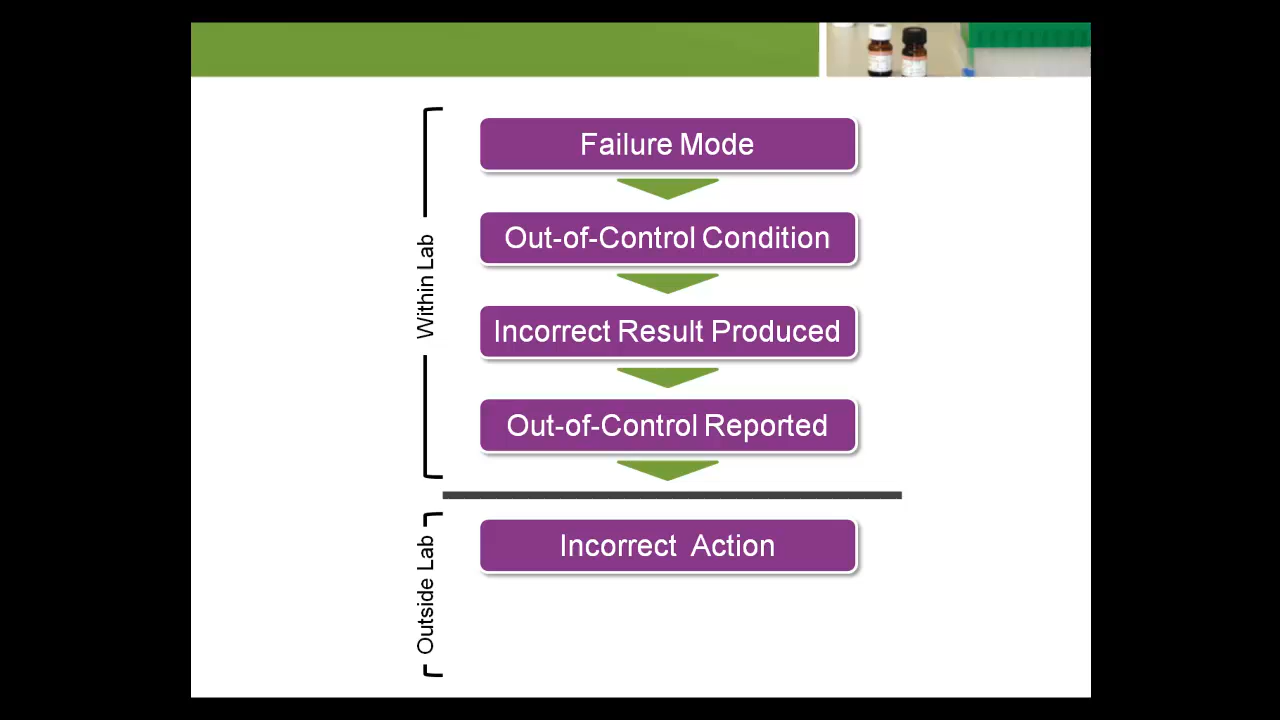 Failure Mode
Out-of-Control Condition
Within Lab
Incorrect Result Produced
Out-of-Control Reported
Incorrect Action
Outside Lab